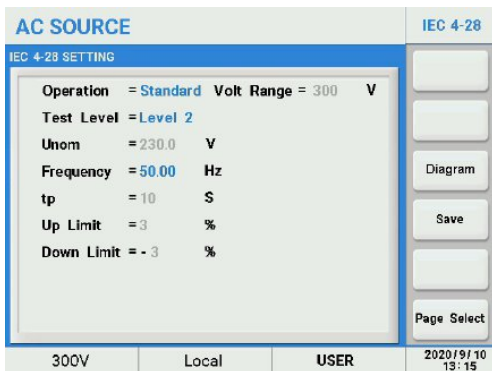 AC SOURCE
IEC 4-28
IEC 4-28 SETTING
Operation = Standard Volt Range = 300 V
Test Level = Level 2
Unom = 230.0 V
Frequency = 50.00 Hz
tp = 10 S
Up Limit = 3 %
Down Limit = - 3 %
Diagram
Save
Page Select
300V
Local
USER
2020/9/10
13:15